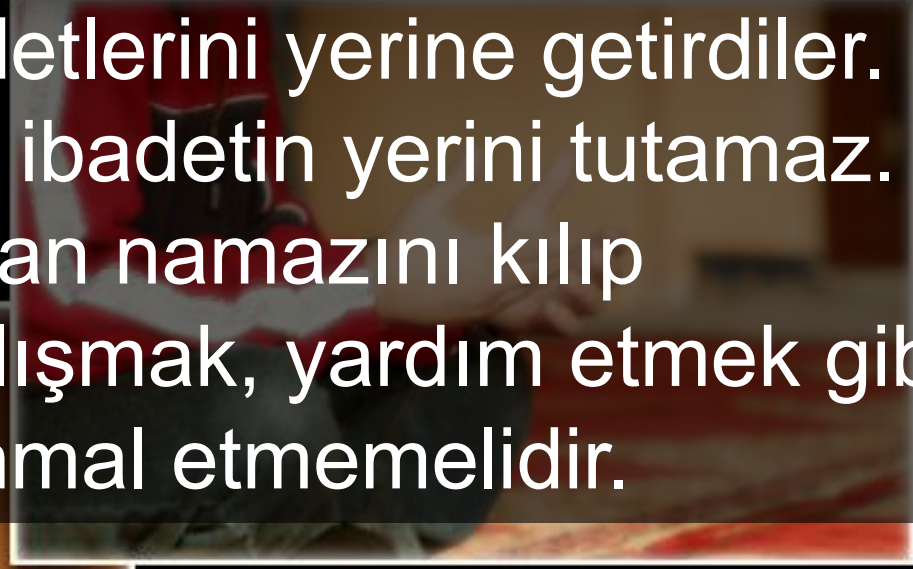 letlerini yerine getirdiler.
ibadetin yerini tutamaz.
an namazını kılıp
lışmak, yardım etmek gib
mal etmemelidir.